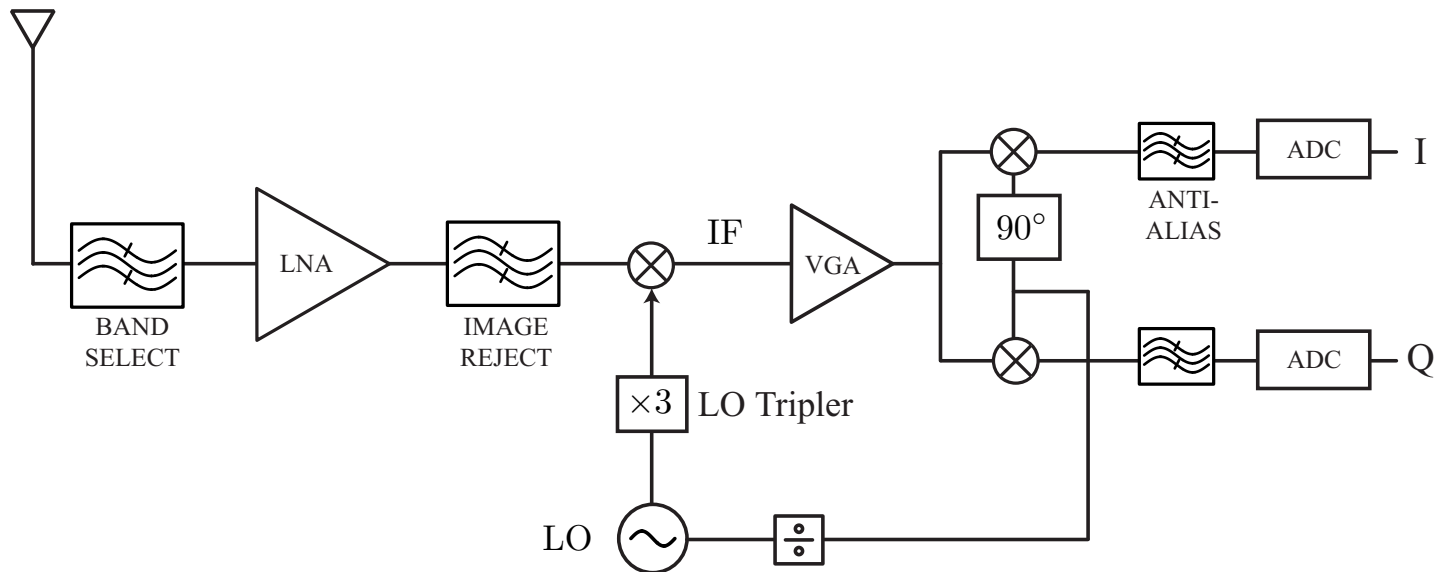 ADC
I
ANTI-
ALIAS
90°
IF
LNA
VGA
BAND
SELECT
IMAGE
REJECT
ADC
Q
×3
LO Tripler
LO
÷